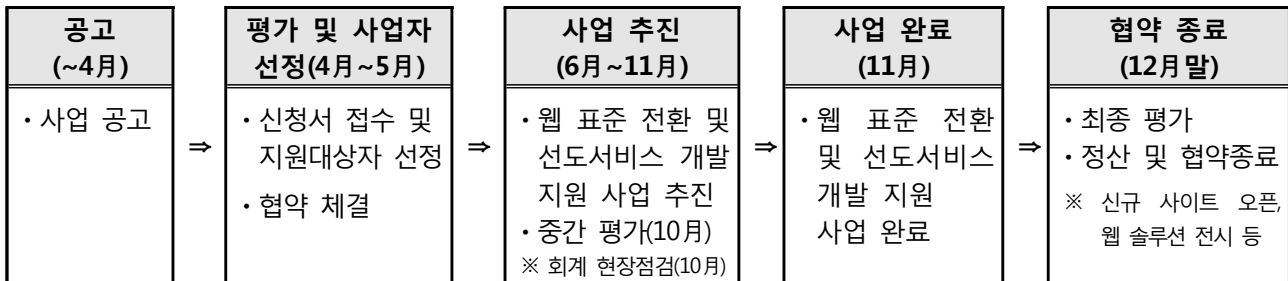 공고
(~4月)
・사업 공고
⇒
평가 및 사업자
선정(4月~5月)
・신청서 접수 및
지원대상자 선정
・협약 체결
⇒
사업 추진
(6月~11月)
・웹 표준 전환 및
선도서비스 개발
지원 사업 추진
・중간 평가(10月)
※ 회계 현장점검(10月)
⇒
사업 완료
(11月)
・웹 표준 전환
및 선도서비스
개발 지원
사업 완료
⇒
협약 종료
(12月말)
・최종 평가
・정산 및 협약종료
※ 신규 사이트 오픈,
웹 솔루션 전시 등